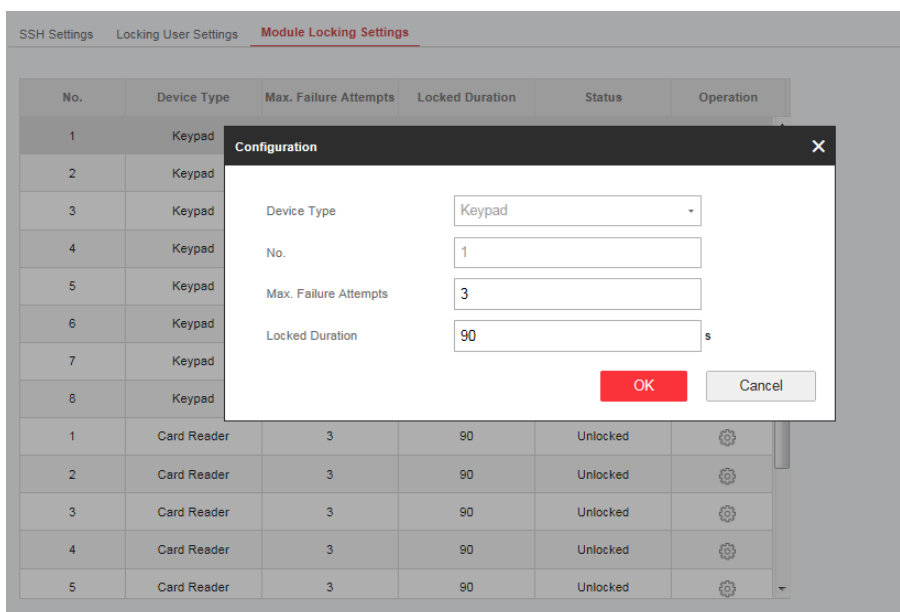 SSH Settings Locking User Settings Module Locking Settings
No. Device Type Max. Failure Attempts Locked Duration Status Operation
1 Keypad
Configuration
2 Keypad
3 Keypad
Device Type Keypad
4 Keypad
No. 1
5 Keypad
Max. Failure Attempts 3
6 Keypad
Locked Duration 90 s
7 Keypad
OK Cancel
8 Keypad
1 Card Reader 3 90 Unlocked
2 Card Reader 3 90 Unlocked
3 Card Reader 3 90 Unlocked
4 Card Reader 3 90 Unlocked
5 Card Reader 3 90 Unlocked